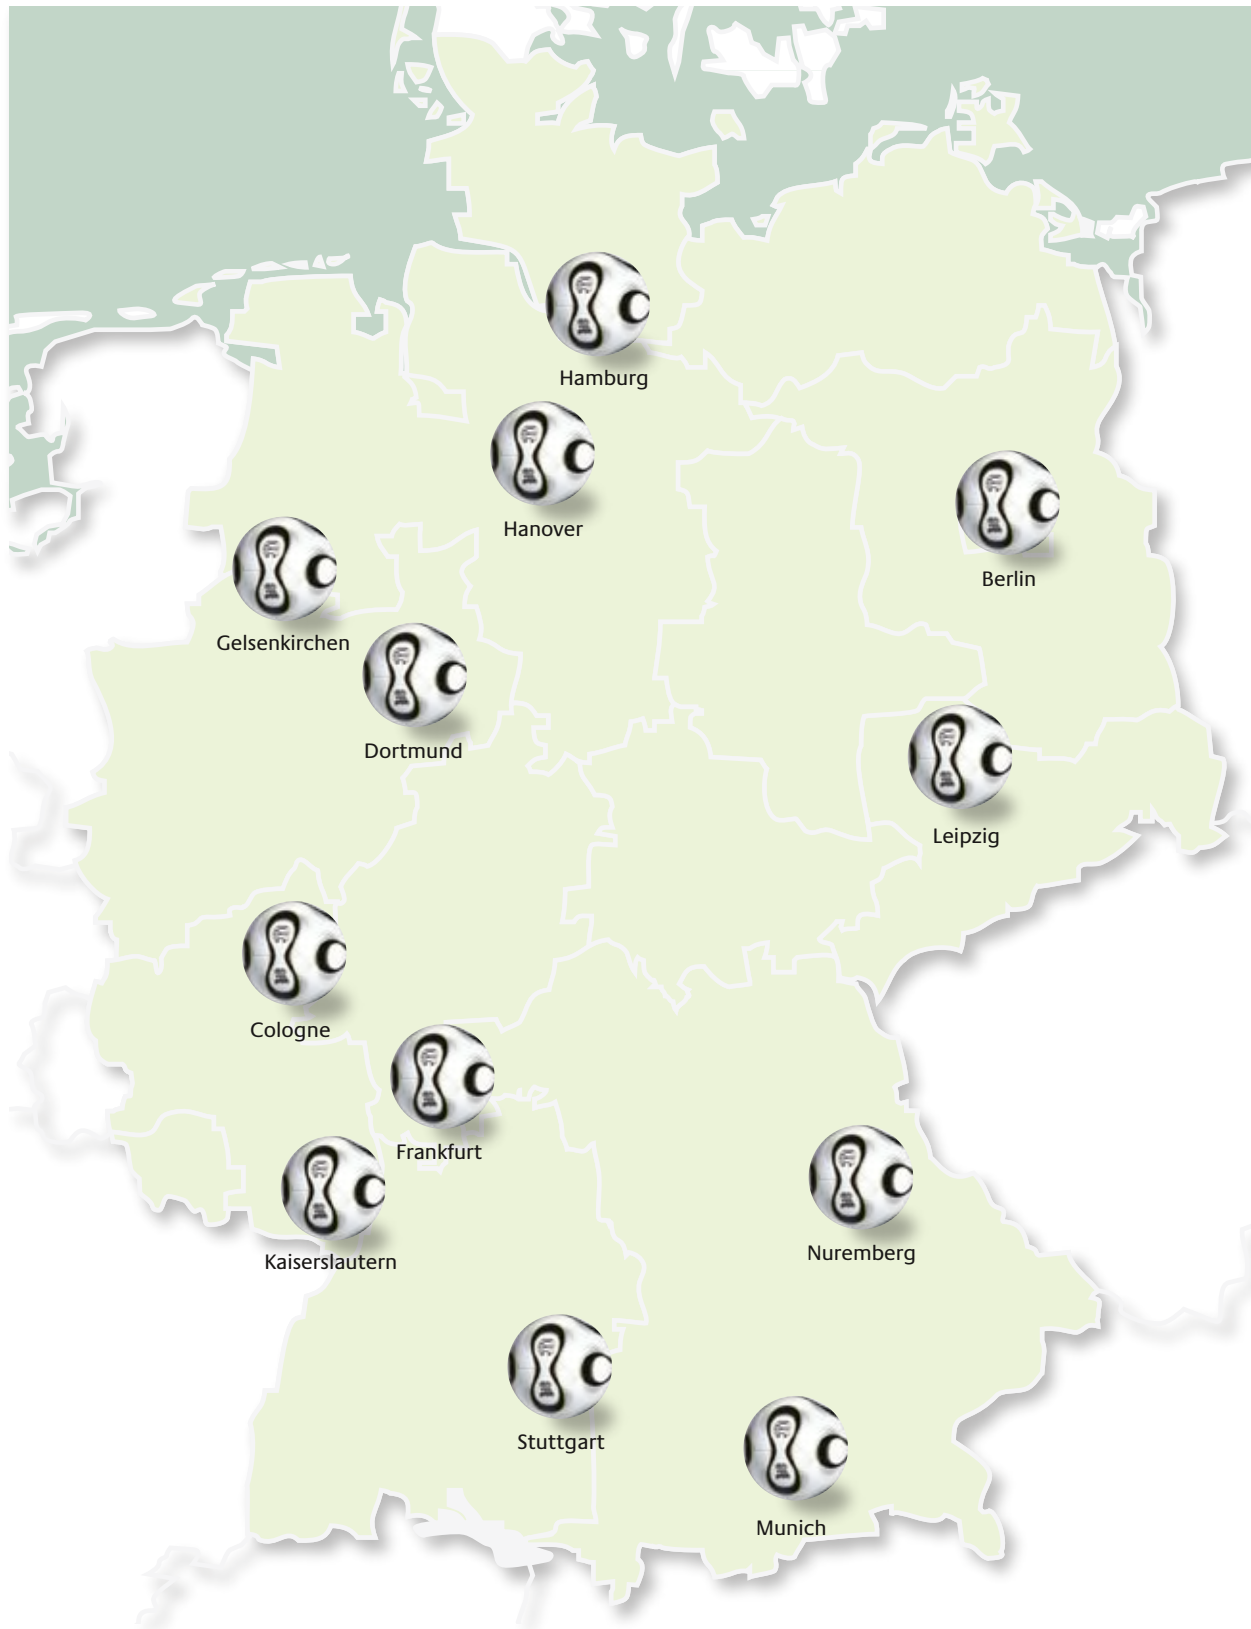 Hamburg
Hanover
Berlin
Gelsenkirchen
Dortmund
Leipzig
Cologne
Frankfurt
Nuremberg
Kaiserslautern
Stuttgart
Munich